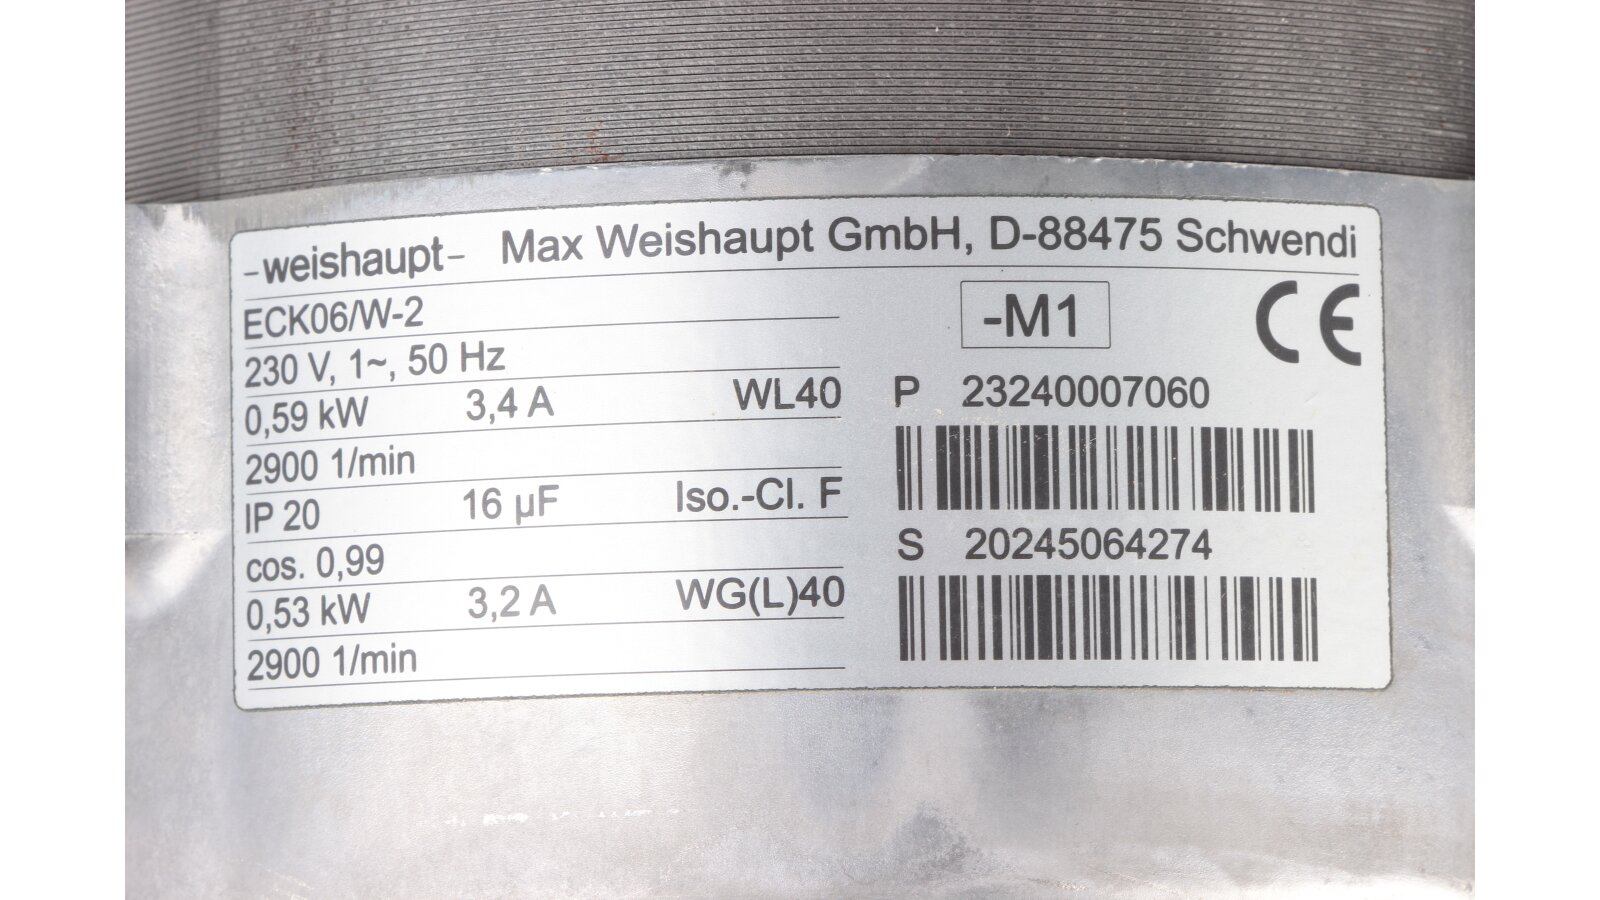 -weishaupt- Max Weishaupt GmbH, D-88475 Schwendi
ECK06/W-2
230 V, 1~, 50 Hz
0,59 kW 3,4 A WL40
2900 1/min
IP 20 16 µF Iso.-Cl. F
cos. 0,99
0,53 kW 3,2 A WG(L)40
2900 1/min
-M1
CE
P 23240007060
S 20245064274